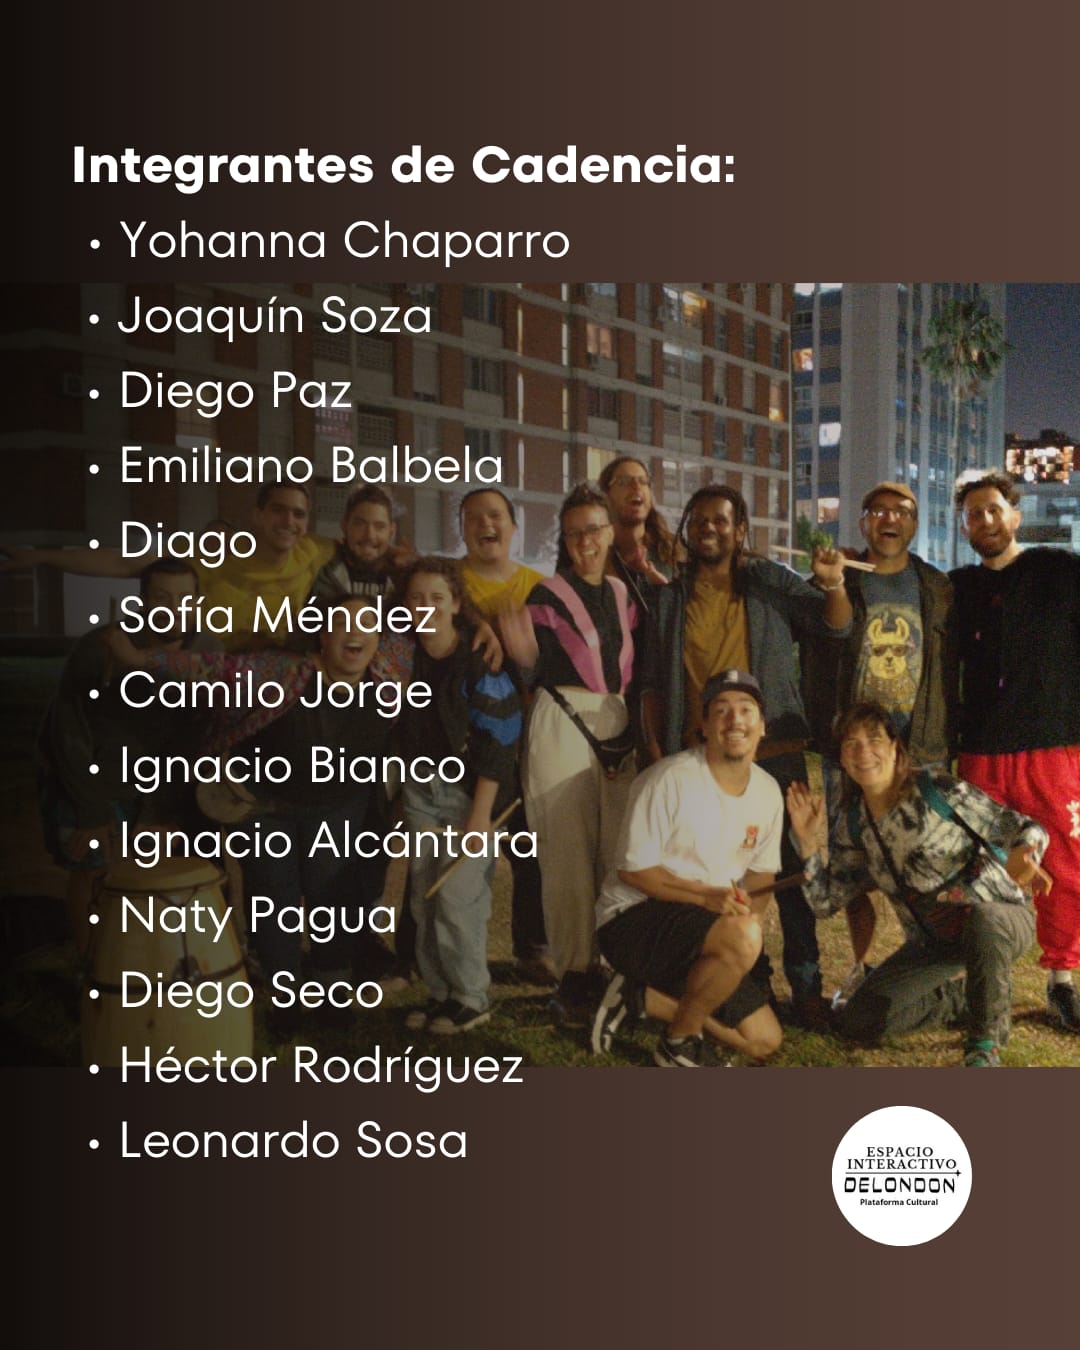 Integrantes de Cadencia:
• Yohanna Chaparro
• Joaquín Soza
• Diego Paz
• Emiliano Balbela
• Diago
• Sofía Méndez
• Camilo Jorge
• Ignacio Bianco
• Ignacio Alcántara
• Naty Pagua
• Diego Seco
• Héctor Rodríguez
• Leonardo Sosa
ESPACIO
INTERACTIVO
DELONDON
Plataforma Cultural